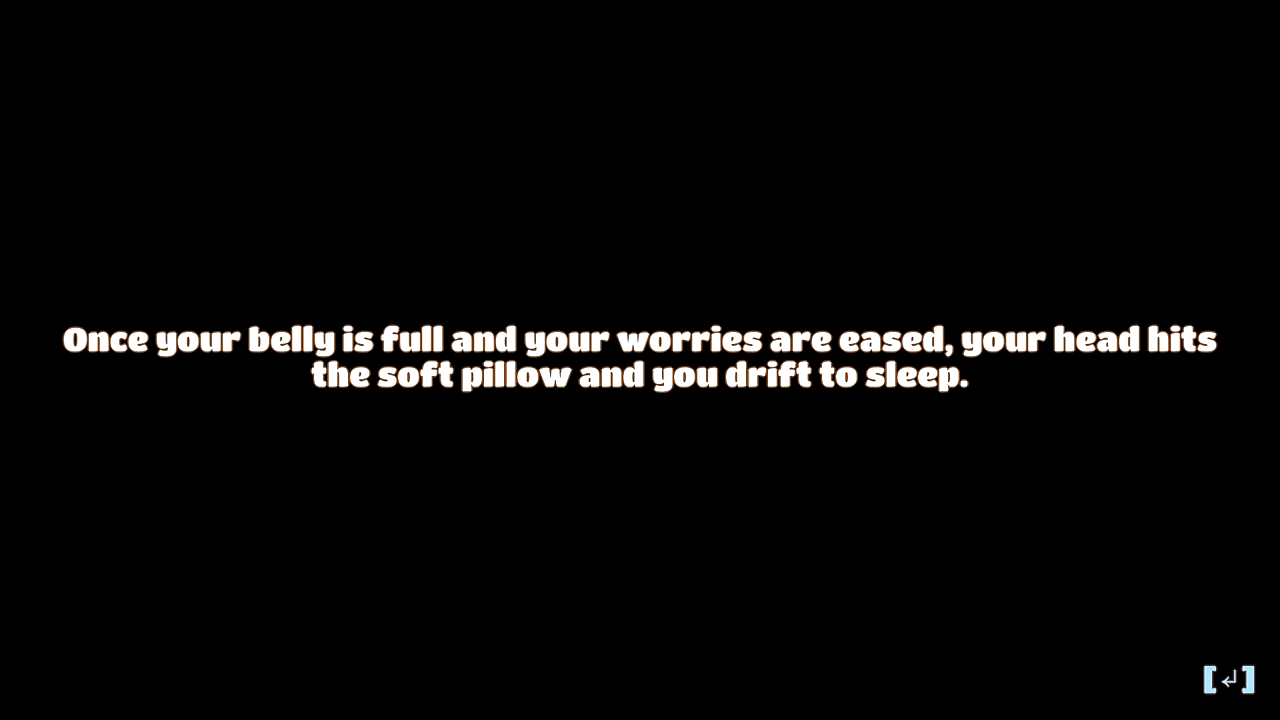 Once your belly is full and your worries are eased, your head hits
the soft pillow and you drift to sleep.
[↵]